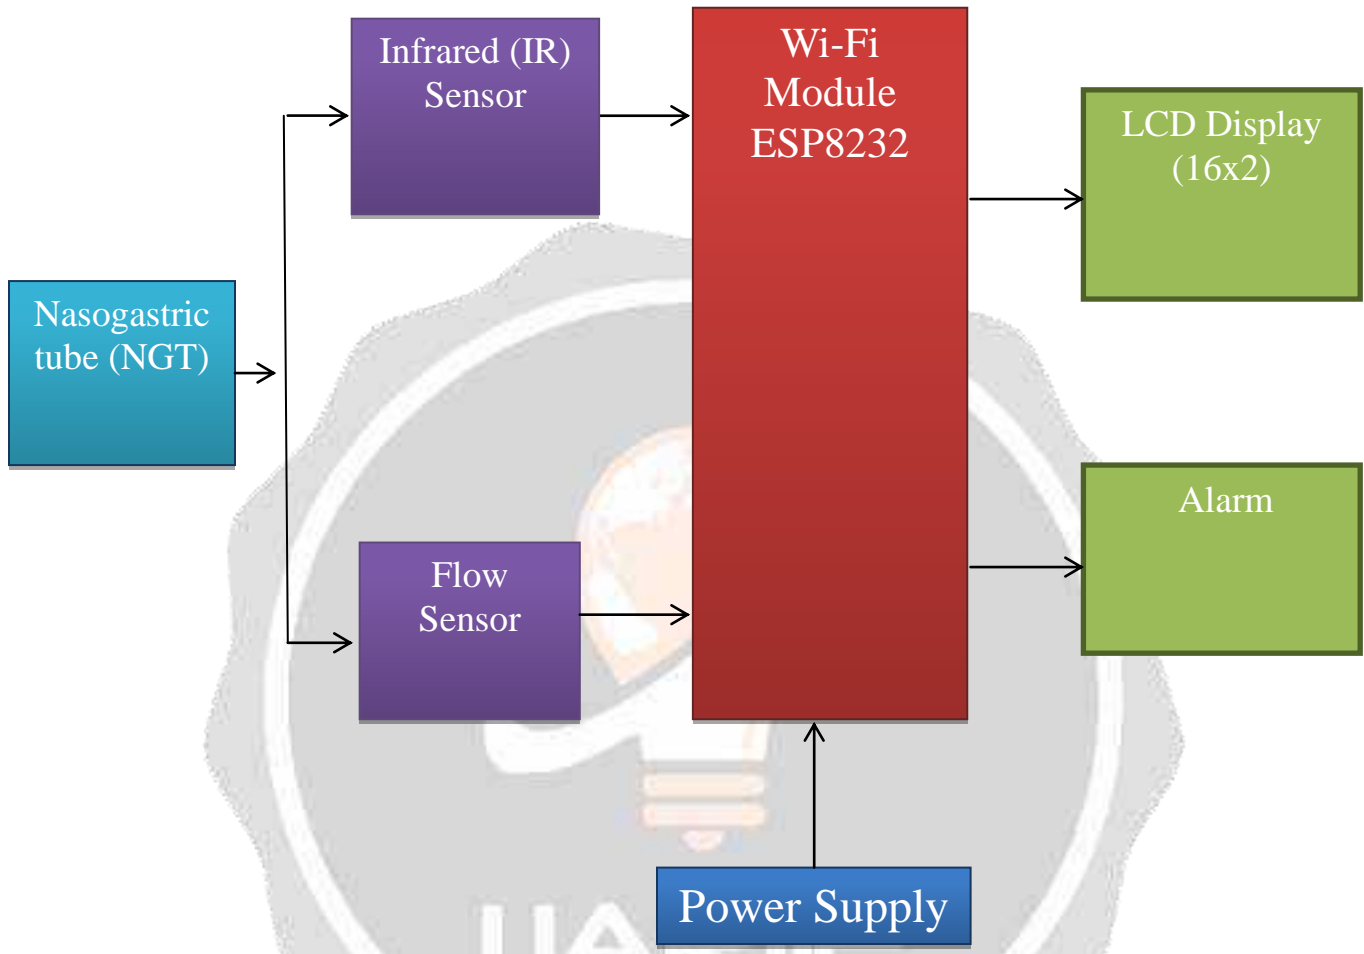 Infrared (IR)
Sensor
Wi-Fi
Module
ESP8232
LCD Display
(16x2)
Nasogastric
tube (NGT)
Alarm
Flow
Sensor
Power Supply